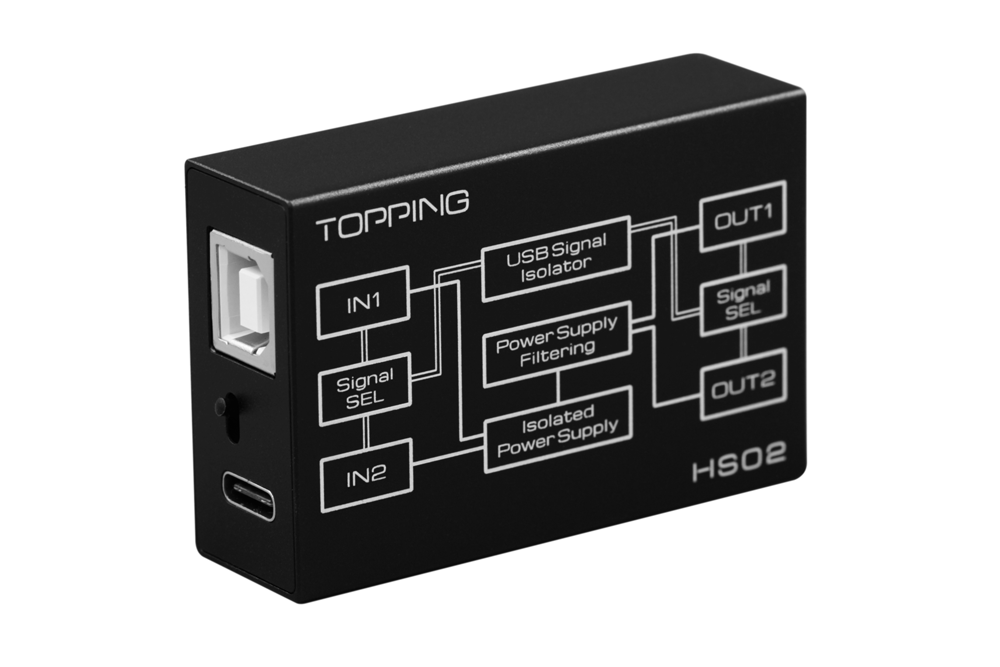 TOPPING
IN1
Signal
SEL
IN2
USB Signal
Isolator
Power Supply
Filtering
Isolated
Power Supply
OUT1
Signal
SEL
OUT2
HS02